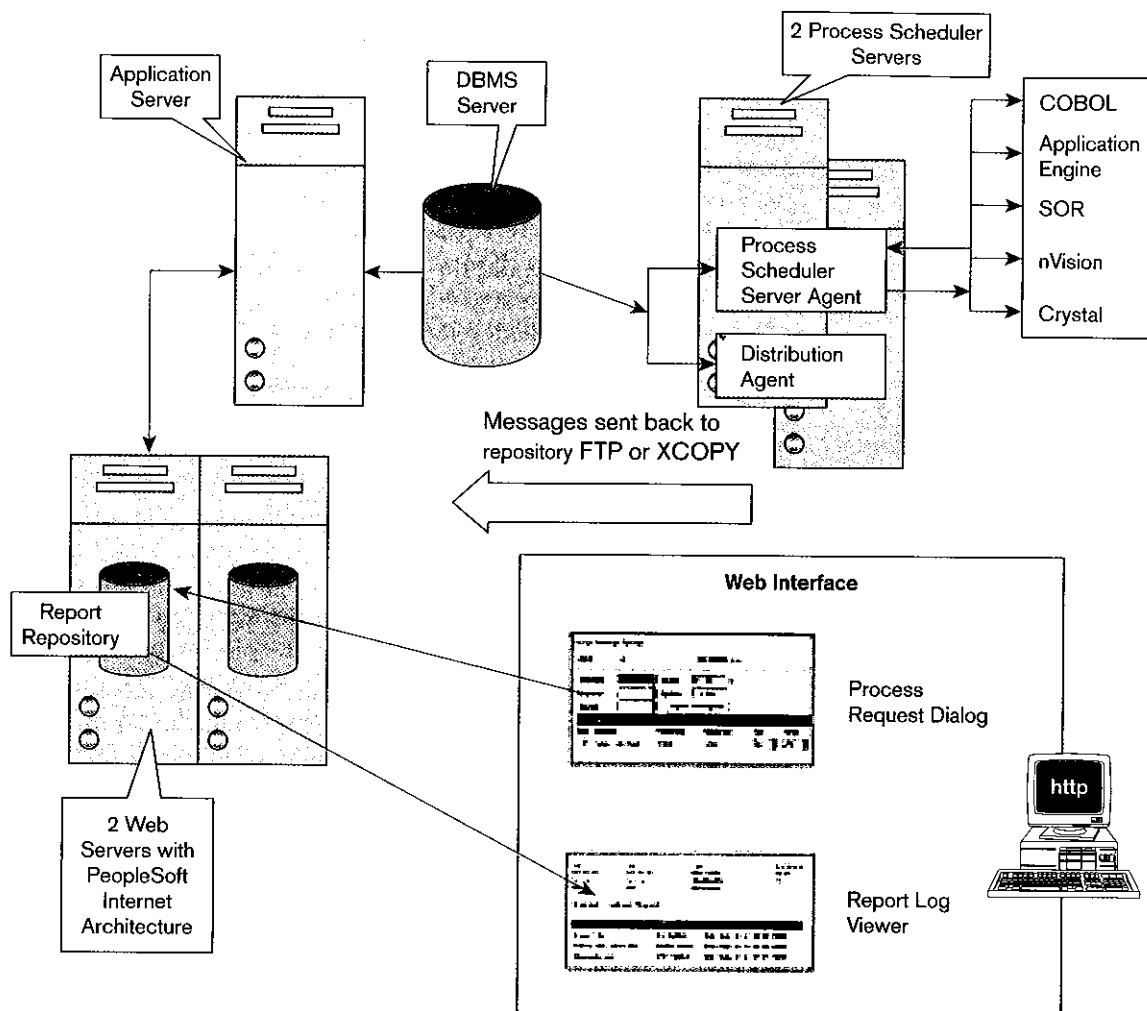 2 Process Scheduler
Servers
Application
Server
DBMS
Server
COBOL
Application
Engine
SOR
nVision
Crystal
Process
Scheduler
Server Agent
Distribution
Agent
Messages sent back to
repository FTP or XCOPY
Report
Repository
2 Web
Servers with
PeopleSoft
Internet
Architecture
Web Interface
Process
Request Dialog
http
Report Log
Viewer